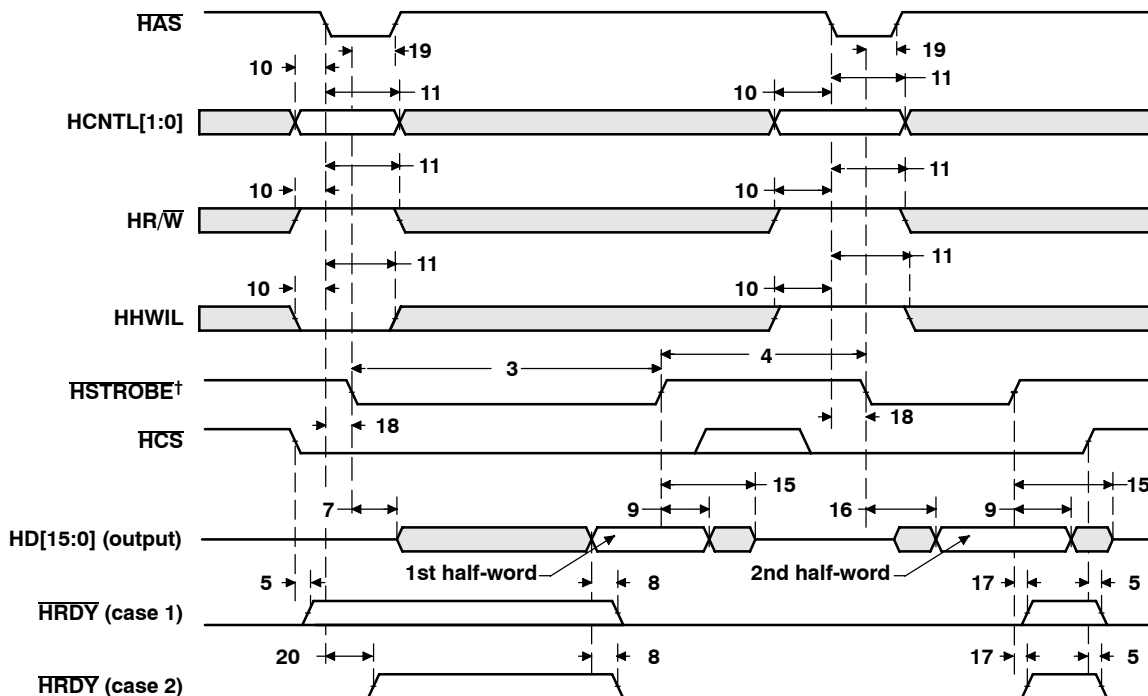 HAS
19 19
10 11
11 10
HCNTL[1:0]
11 11
10 10
HR/W
11 11
10 10
HHWIL
3 4
HSTROBE†
18 18
HCS
15 15
7 9 16 9
HD[15:0] (output)
1st half-word 2nd half-word
5 8 17 5
HRDY (case 1)
20 8 17 5
HRDY (case 2)